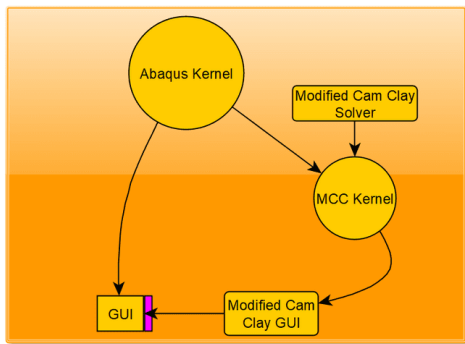 Abaqus Kernel
Modified Cam Clay
Solver
MCC Kernel
Modified Cam
Clay GUI
GUI